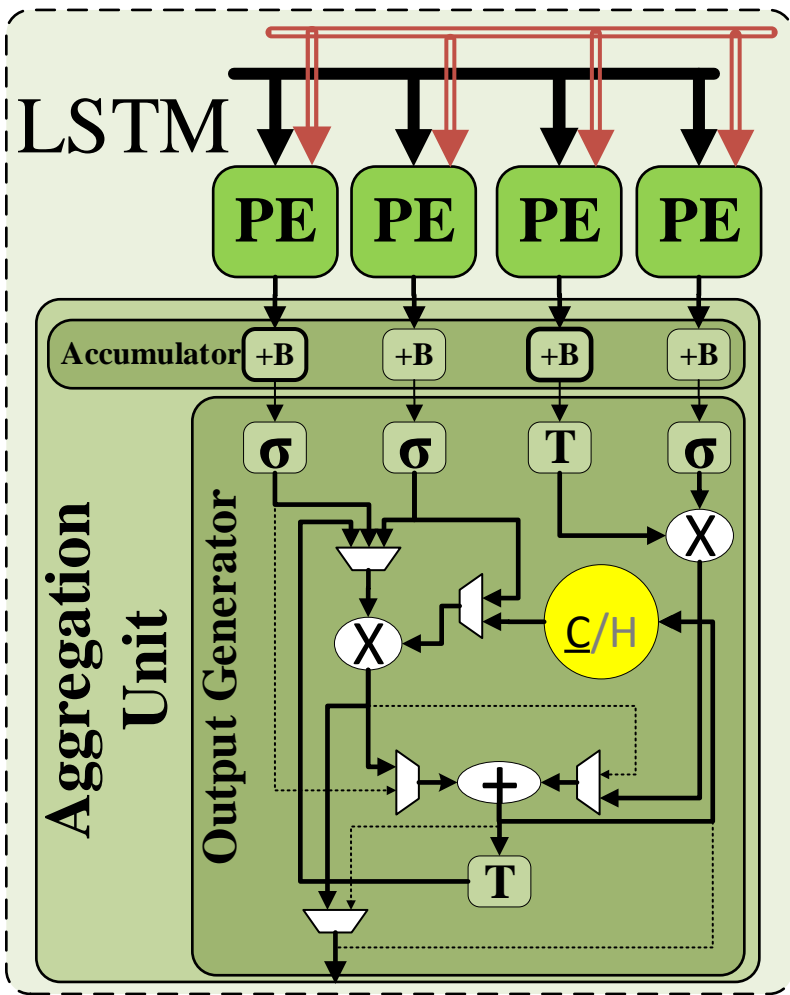 LSTM
PE PE PE PE
Accumulator +B +B +B +B
σ σ T σ
X
C/H
X
+
T
Aggregation
Unit
Output Generator